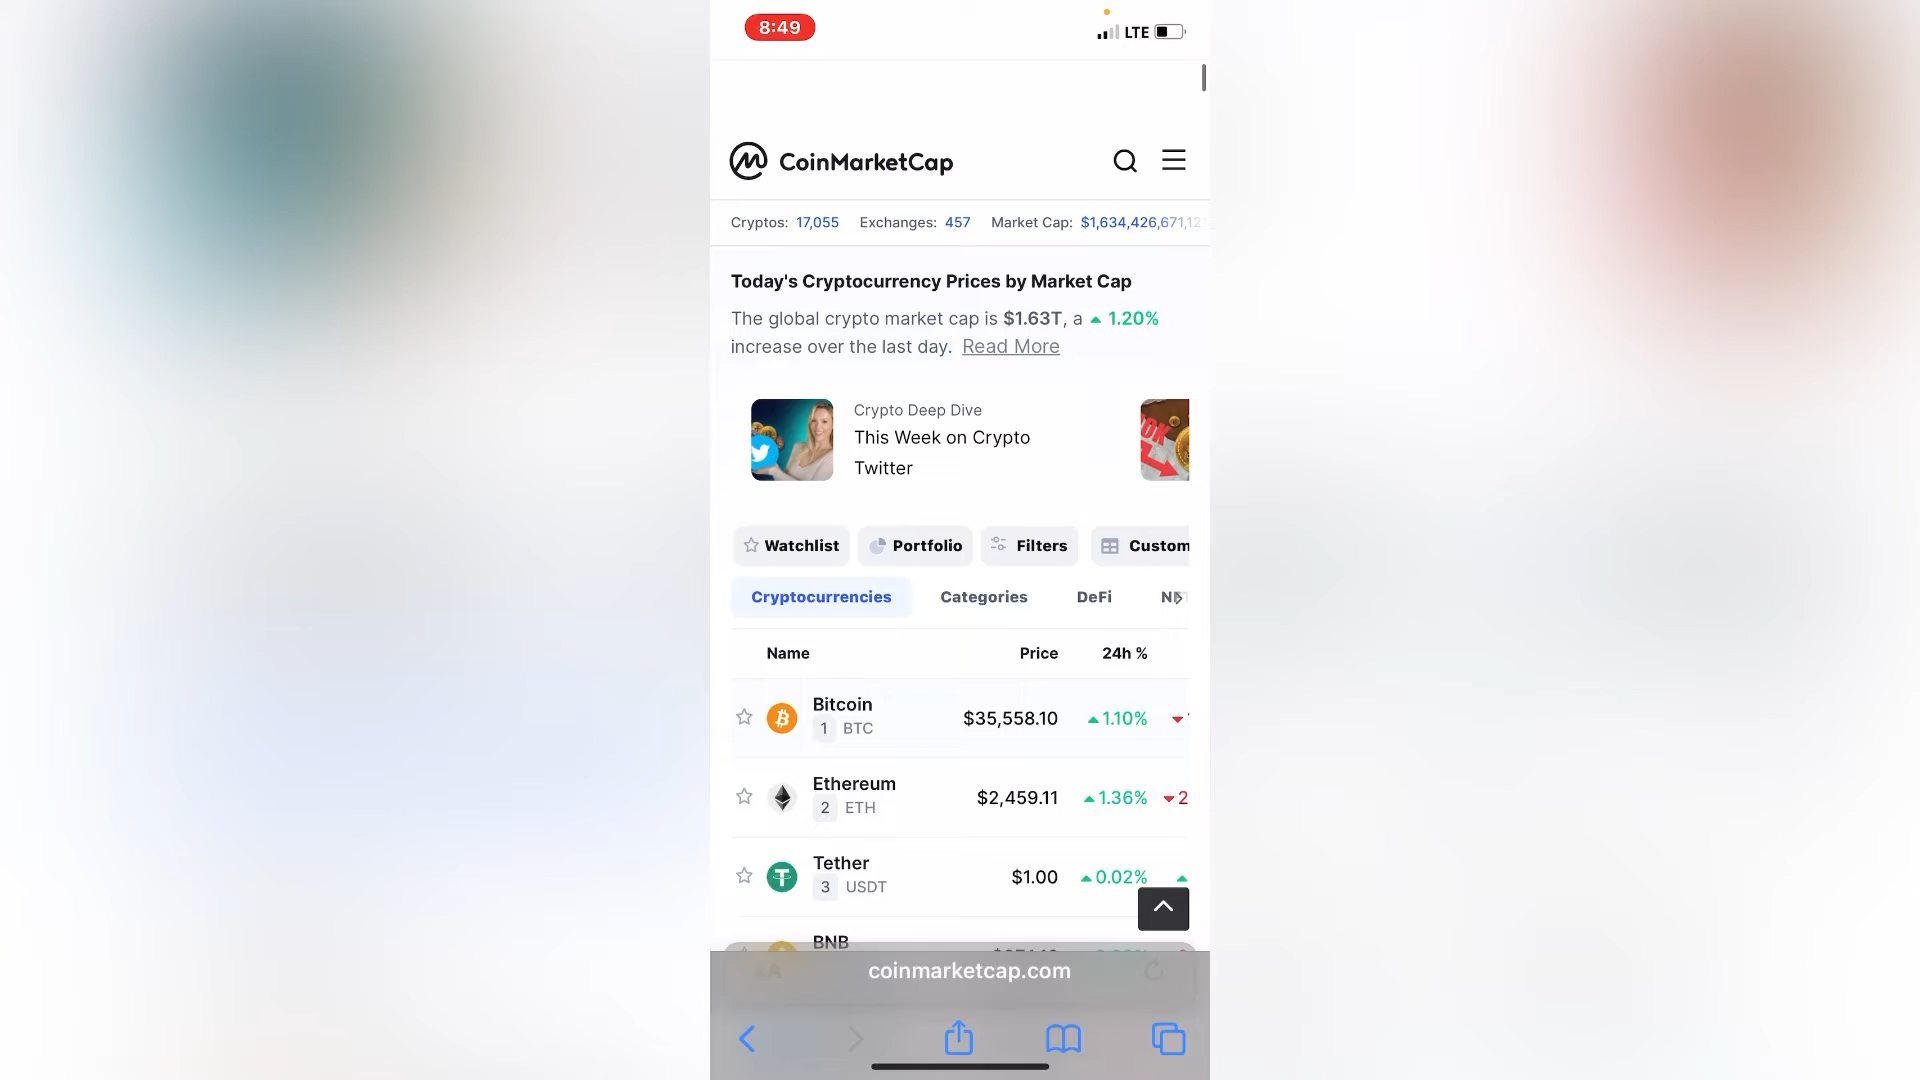 8:49
LTE
CoinMarketCap
Cryptos: 17,055 Exchanges: 457 Market Cap: $1,634,426,671,12
Today's Cryptocurrency Prices by Market Cap
The global crypto market cap is $1.63T, a 1.20%
increase over the last day. Read More
Crypto Deep Dive
This Week on Crypto
Twitter
Watchlist Portfolio Filters Custom
Cryptocurrencies Categories DeFi
Name Price 24h %
Bitcoin
1 BTC $35,558.10 1.10%
Ethereum
2 ETH $2,459.11 1.36% 2
Tether
3 USDT $1.00 0.02%
BNB
coinmarketcap.com